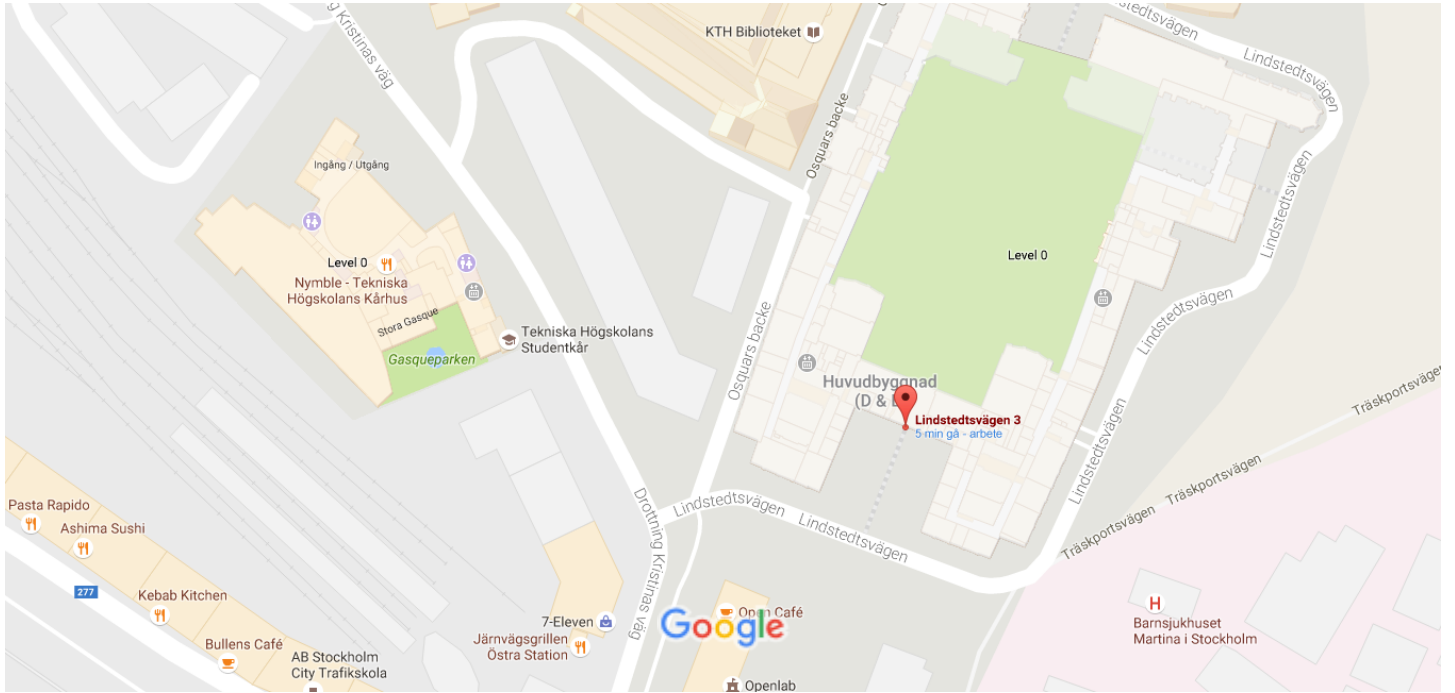 g Kristinas väg
KTH Biblioteket
stedtsvägen
Lindstedtsvägen
Osquars backe
Ingång / Utgång
Lindstedtsvägen
Level 0
Nymble - Tekniska
Högskolans Kårhus
Stora Gasque
Gasqueparken
Tekniska Högskolans
Studentkår
Level 0
Osquars backe
Lindstedtsvägen
Huvudbyggnad
(D &
Lindstedtsvägen 3
5 min gå - arbete
Lindstedtsvägen
Träskportsvägen
Träskportsvägen
Träskportsvägen
Pasta Rapido
Ashima Sushi
277
Kebab Kitchen
Bullens Café
AB Stockholm
City Trafikskola
Drottning Kristinas väg
Lindstedtsvägen
Lindstedtsvägen
7-Eleven
Järnvägsgrillen
Östra Station
Open Café
Google
Openlab
H
Barnsjukhuset
Martina i Stockholm